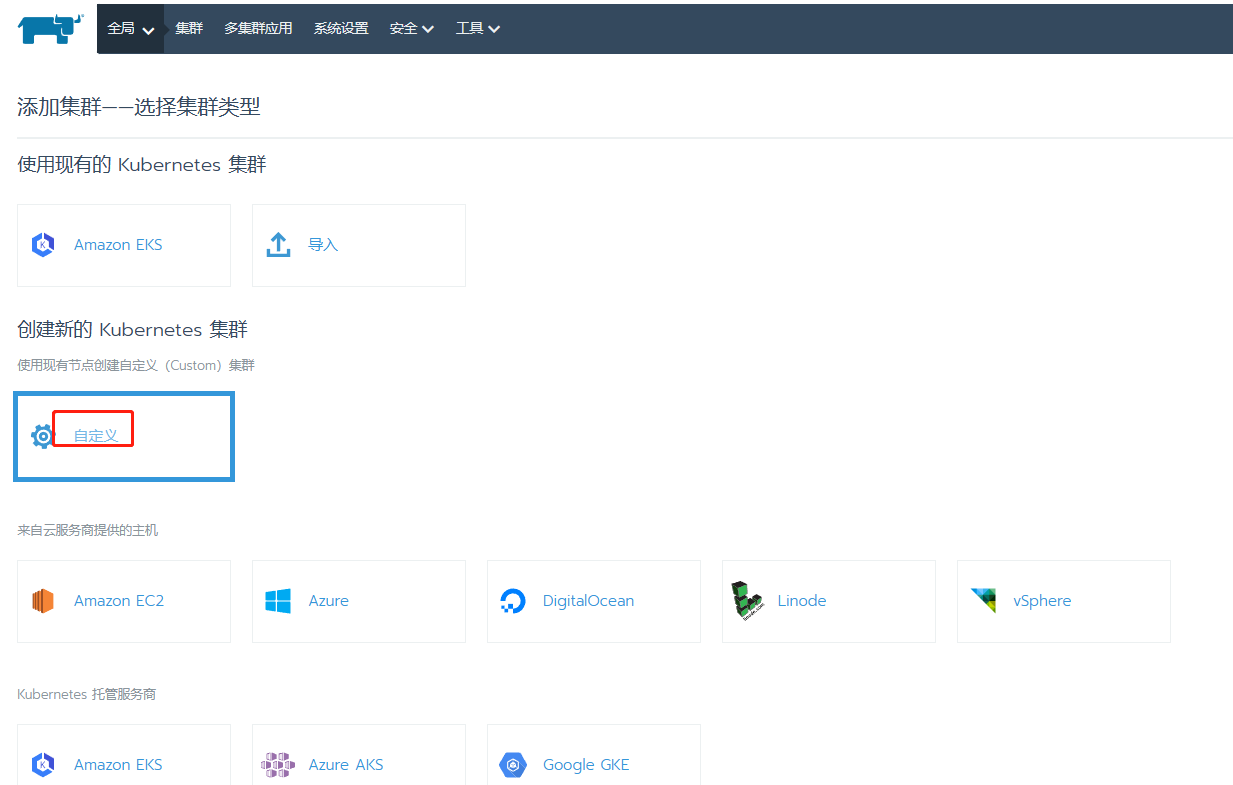 全局 集群 多集群应用 系统设置 安全 工具
添加集群——选择集群类型
使用现有的 Kubernetes 集群
Amazon EKS 导入
创建新的 Kubernetes 集群
使用现有节点创建自定义（Custom）集群
自定义
来自云服务商提供的主机
Amazon EC2 Azure DigitalOcean Linode vSphere
Kubernetes 托管服务商
Amazon EKS Azure AKS Google GKE